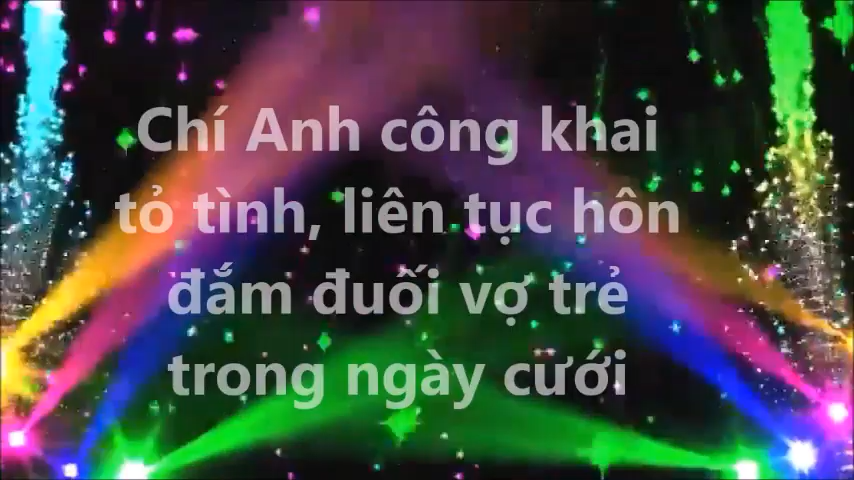 Chí Anh công khai
tỏ tình, liên tục hôn
đắm đuối vợ trẻ
trong ngày cưới